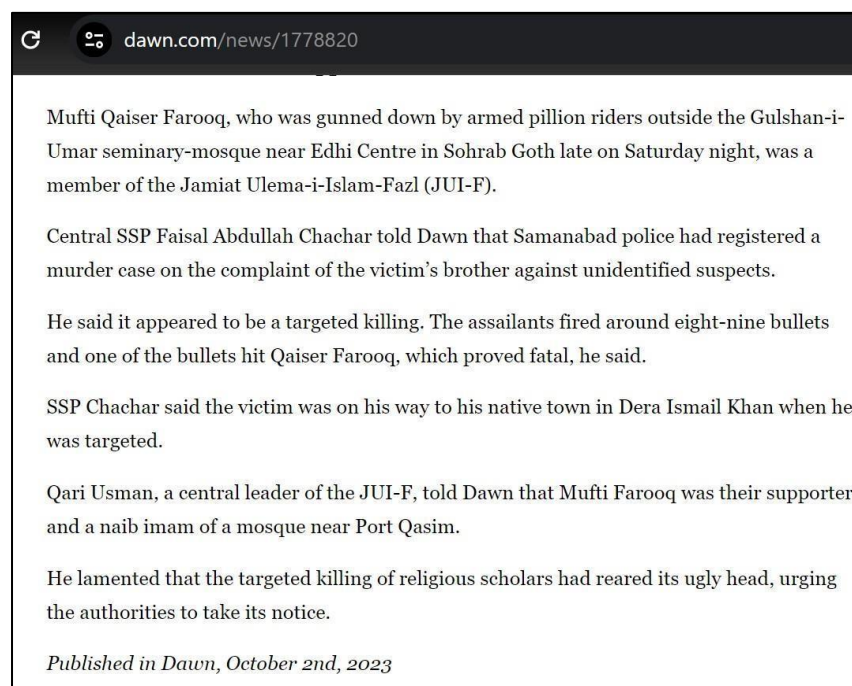 dawn.com/news/1778820
Mufti Qaiser Farooq, who was gunned down by armed pillion riders outside the Gulshan-i-
Umar seminary-mosque near Edhi Centre in Sohrab Goth late on Saturday night, was a
member of the Jamiat Ulema-i-Islam-Fazl (JUI-F).
Central SSP Faisal Abdullah Chachar told Dawn that Samanabad police had registered a
murder case on the complaint of the victim’s brother against unidentified suspects.
He said it appeared to be a targeted killing. The assailants fired around eight-nine bullets
and one of the bullets hit Qaiser Farooq, which proved fatal, he said.
SSP Chachar said the victim was on his way to his native town in Dera Ismail Khan when he
was targeted.
Qari Usman, a central leader of the JUI-F, told Dawn that Mufti Farooq was their supporter
and a naib imam of a mosque near Port Qasim.
He lamented that the targeted killing of religious scholars had reared its ugly head, urging
the authorities to take its notice.
Published in Dawn, October 2nd, 2023